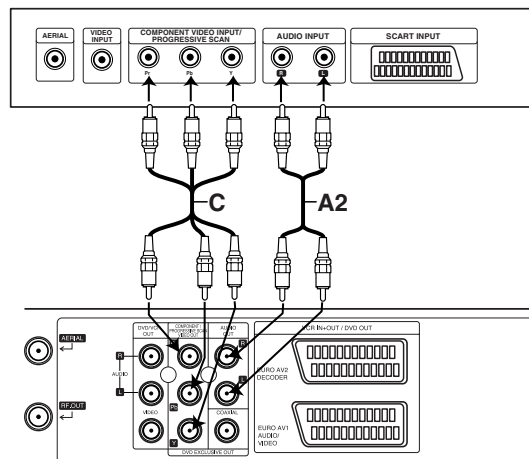 AERIAL
VIDEO
INPUT
COMPONENT VIDEO INPUT/
PROGRESSIVE SCAN
AUDIO INPUT
SCART INPUT
Pr
Pb
Y
R
L
C
A2
AERIAL
RF.OUT
DVD/VCR
OUT
COMPONENT /
PROGRESSIVE SCAN
VIDEO OUT
AUDIO
OUT
VCR IN+OUT / DVD OUT
R
AUDIO
L
R
L
EURO AV2
DECODER
Pb
VIDEO
COAXIAL
Y
EURO AV1
AUDIO/
VIDEO
DVD EXCLUSIVE OUT